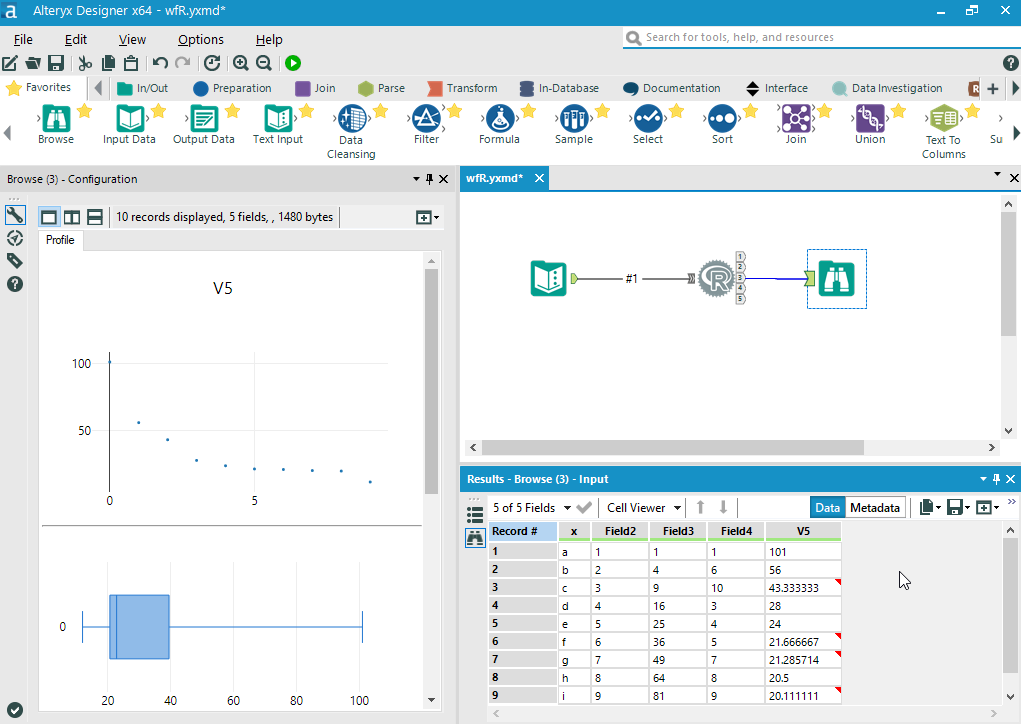 a Alteryx Designer x64 - wfR.yxmd*
File Edit View Options Help
Search for tools, help, and resources
Favorites In/Out Preparation Join Parse Transform In-Database Documentation Interface Data Investigation R
Browse Input Data Output Data Text Input Data Cleansing Filter Formula Sample Select Sort Join Union Text To Columns Su
Browse (3) - Configuration
10 records displayed, 5 fields, , 1480 bytes
Profile
V5
100
50
0 5
0
20 40 60 80 100
wfR.yxmd*
#1
R
1
2
3
4
5
Results - Browse (3) - Input
5 of 5 Fields Cell Viewer Data Metadata
Record # x Field2 Field3 Field4 V5
1 a 1 1 1 101
2 b 2 4 6 56
3 c 3 9 10 43.333333
4 d 4 16 3 28
5 e 5 25 4 24
6 f 6 36 5 21.666667
7 g 7 49 7 21.285714
8 h 8 64 8 20.5
9 i 9 81 9 20.111111